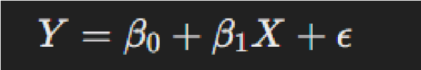 Y = β₀ + β₁X + ϵ